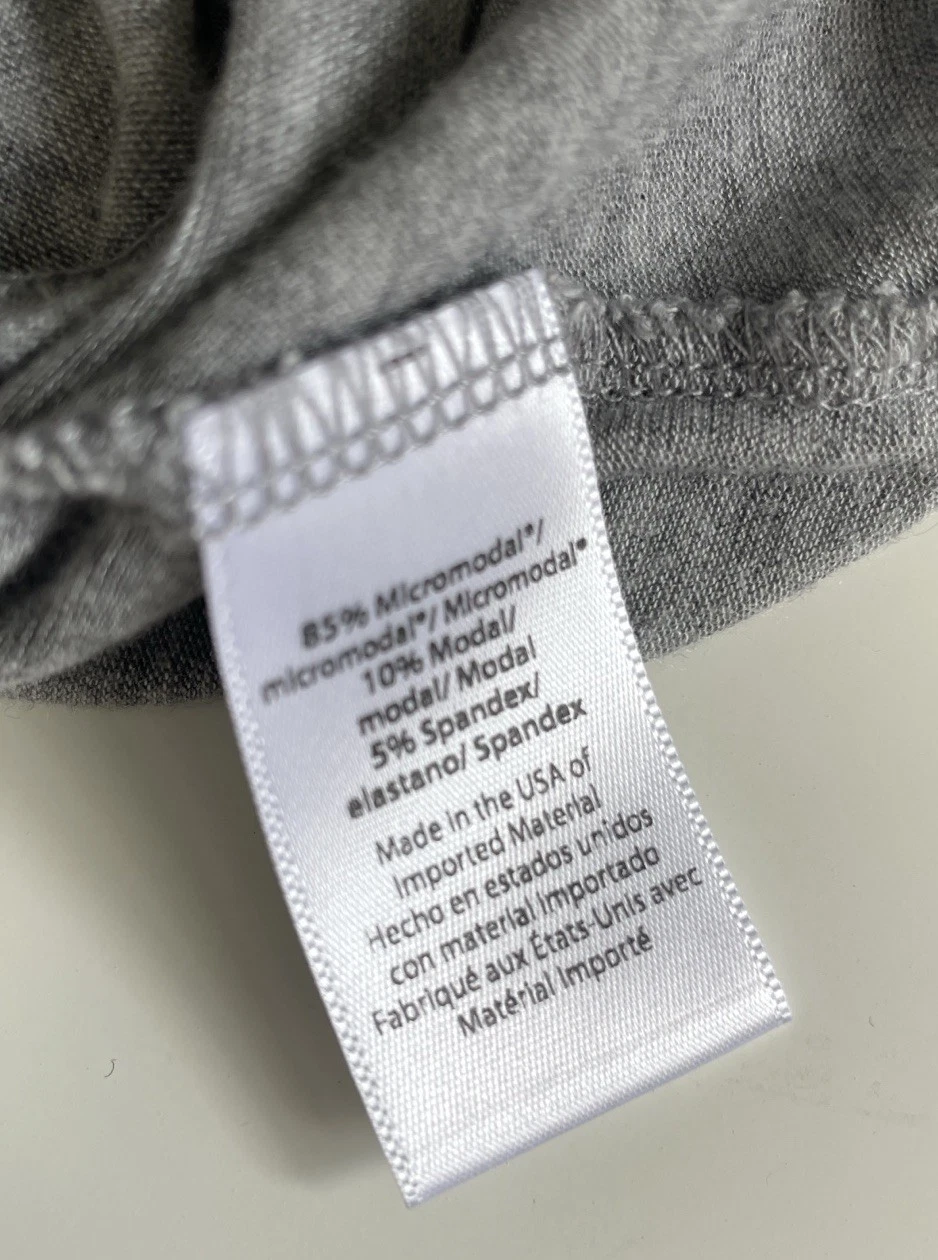 85% Micromodal®/
micromodal®/ Micromodal®
10% Modal/
modal/ Modal
5% Spandex/
elastano/ Spandex
Made in the USA of
Imported Material
Hecho en estados unidos
con material importado
Fabriqué aux États-Unis avec
Matérial Importé